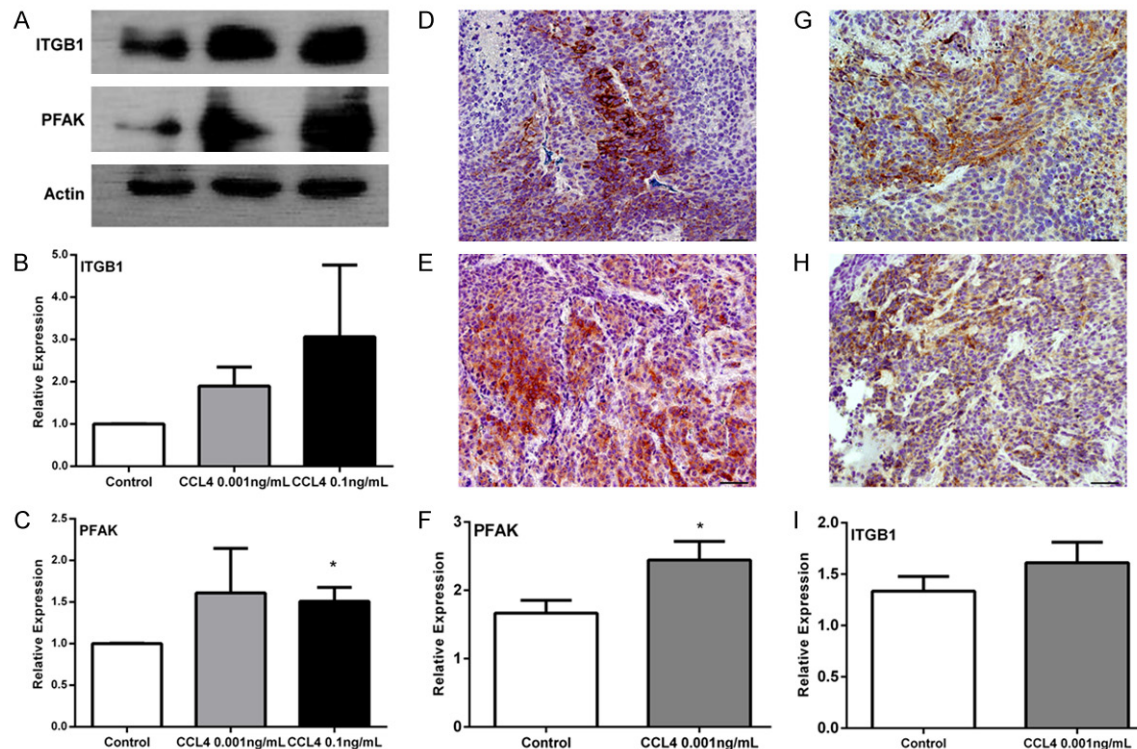 A
ITGB1
PFAK
Actin
B
ITGB1
Relative Expression
5.0
4.0
3.0
2.0
1.0
0.0
Control
CCL4 0.001ng/mL
CCL4 0.1ng/mL
C
PFAK
Relative Expression
2.5
2.0
1.5
1.0
0.5
0.0
*
Control
CCL4 0.001ng/mL
CCL4 0.1ng/mL
D
E
F
PFAK
Relative Expression
3
2
1
0
*
Control
CCL4 0.001ng/mL
G
H
I
ITGB1
Relative Expression
2.0
1.5
1.0
0.5
0.0
Control
CCL4 0.001ng/mL